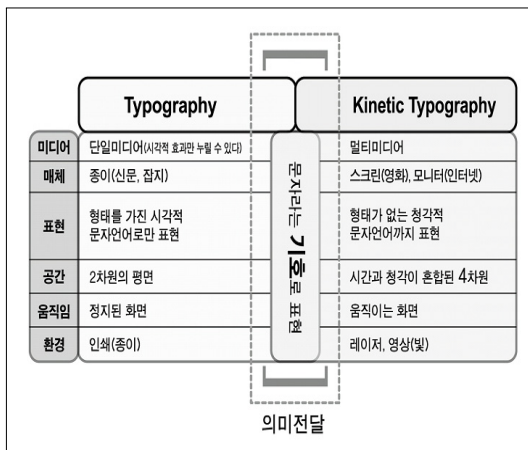 Typography
Kinetic Typography
미디어
단일미디어(시각적 효과만 누릴 수 있다)
멀티미디어
매체
종이(신문, 잡지)
스크린(영화), 모니터(인터넷)
표현
형태를 가진 시각적
문자언어로만 표현
형태가 없는 청각적
문자언어까지 표현
공간
2차원의 평면
시간과 청각이 혼합된 4차원
움직임
정지된 화면
움직이는 화면
환경
인쇄(종이)
레이저, 영상(빛)
문자라는 기호로 표현
의미전달